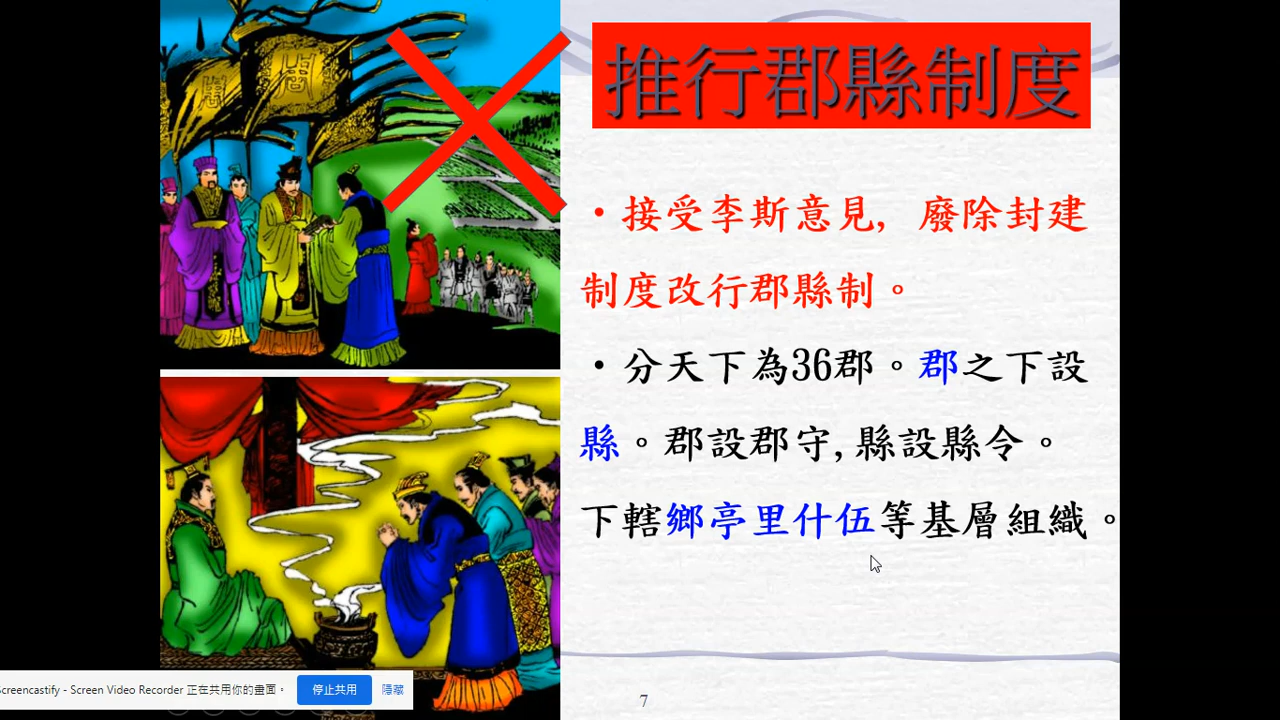 周
周
推行郡縣制度
・接受李斯意見, 廢除封建
制度改行郡縣制。
・分天下為36郡。郡之下設
縣。郡設郡守,縣設縣令。
下轄鄉亭里什伍等基層組織。
creencastify - Screen Video Recorder 正在共用你的畫面。
停止共用
隱藏
7